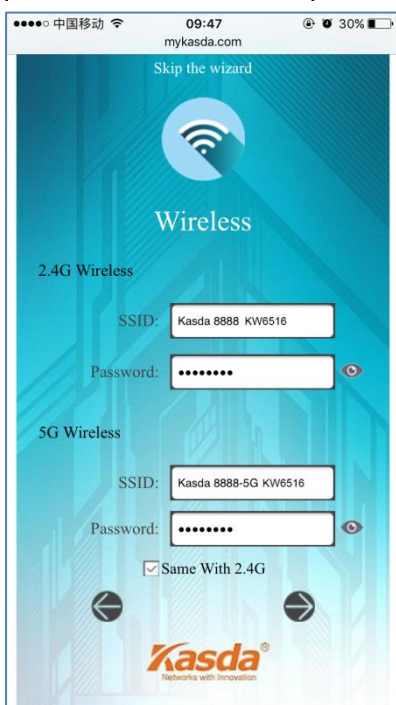 中国移动 09:47 30%
mykasda.com
Skip the wizard
Wireless
2.4G Wireless
SSID: Kasda 8888 KW6516
Password: ••••••••
5G Wireless
SSID: Kasda 8888-5G KW6516
Password: ••••••••
Same With 2.4G
Kasda®
Networks with Innovation